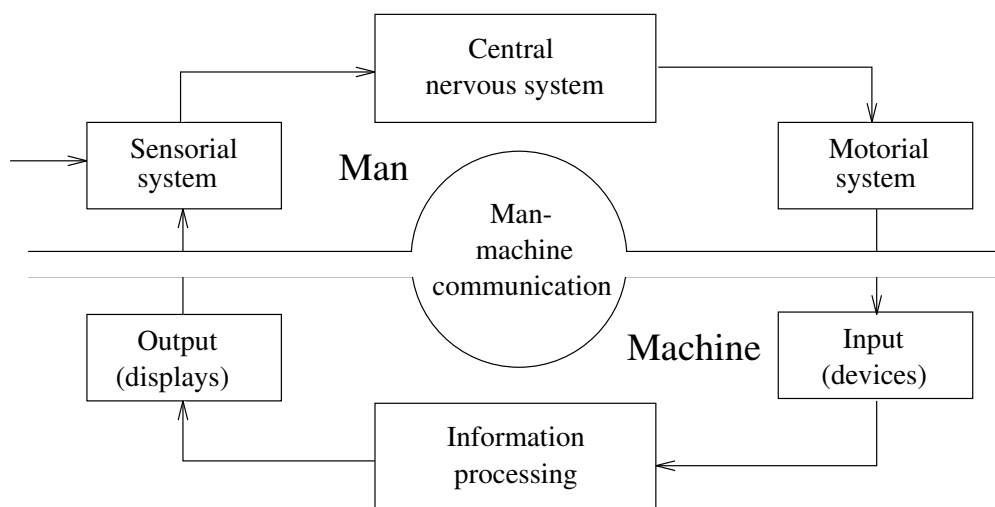 Central
nervous system
Sensorial
system
Man
Motorial
system
Man-
machine
communication
Output
(displays)
Machine
Input
(devices)
Information
processing